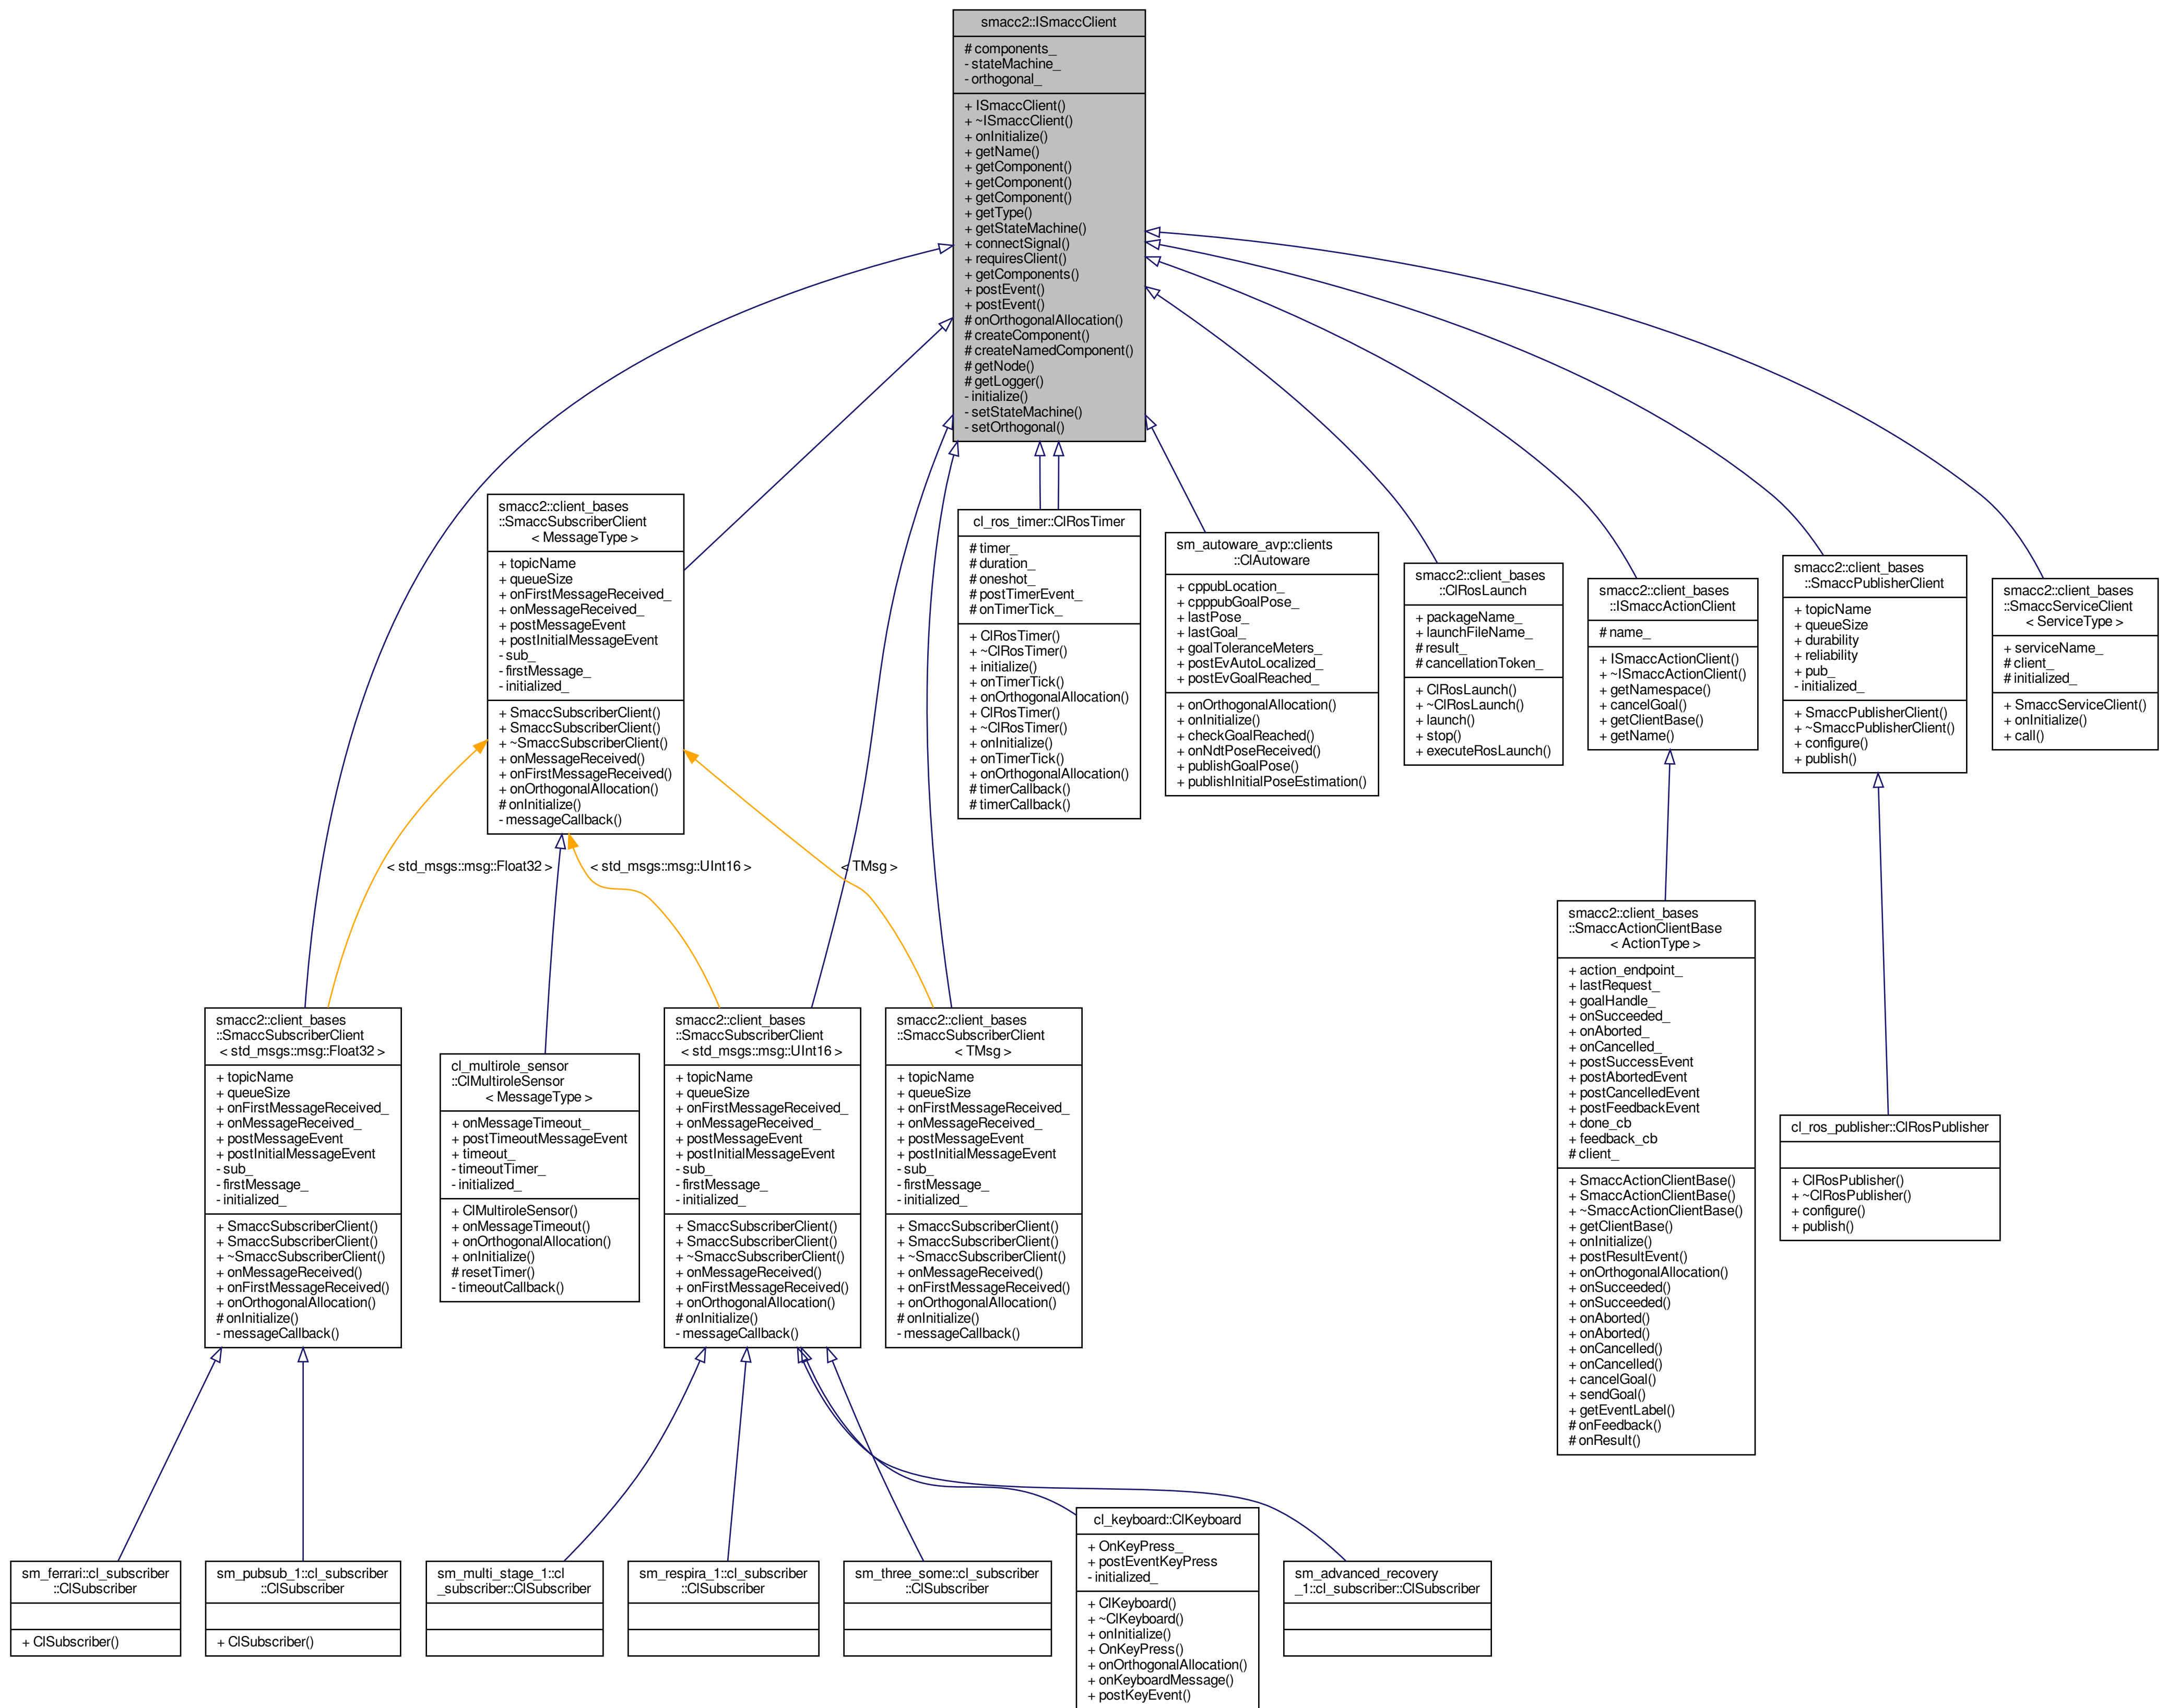 smacc2::ISmaccClient
# components_
- stateMachine_
- orthogonal_
+ ISmaccClient()
+ ~ISmaccClient()
+ onInitialize()
+ getName()
+ getComponent()
+ getComponent()
+ getComponent()
+ getType()
+ getStateMachine()
+ connectSignal()
+ requiresClient()
+ getComponents()
+ postEvent()
+ postEvent()
# onOrthogonalAllocation()
# createComponent()
# createNamedComponent()
# getNode()
# getLogger()
- initialize()
- setStateMachine()
- setOrthogonal()
smacc2::client_bases
::SmaccSubscriberClient
< MessageType >
+ topicName
+ queueSize
+ onFirstMessageReceived_
+ onMessageReceived_
+ postMessageEvent
+ postInitialMessageEvent
- sub_
- firstMessage_
- initialized_
+ SmaccSubscriberClient()
+ SmaccSubscriberClient()
+ ~SmaccSubscriberClient()
+ onMessageReceived()
+ onFirstMessageReceived()
+ onOrthogonalAllocation()
# onInitialize()
- messageCallback()
cl_ros_timer::ClRosTimer
# timer_
# duration_
# oneshot_
# postTimerEvent_
# onTimerTick_
+ ClRosTimer()
+ ~ClRosTimer()
+ initialize()
+ onTimerTick()
+ onOrthogonalAllocation()
+ ClRosTimer()
+ ~ClRosTimer()
+ onInitialize()
+ onTimerTick()
+ onOrthogonalAllocation()
# timerCallback()
# timerCallback()
sm_autoware_avp::clients
::ClAutoware
+ cppubLocation_
+ cpppubGoalPose_
+ lastPose_
+ lastGoal_
+ goalToleranceMeters_
+ postEvAutoLocalized_
+ postEvGoalReached_
+ onOrthogonalAllocation()
+ onInitialize()
+ checkGoalReached()
+ onNdtPoseReceived()
+ publishGoalPose()
+ publishInitialPoseEstimation()
smacc2::client_bases
::ClRosLaunch
+ packageName_
+ launchFileName_
# result_
# cancellationToken_
+ ClRosLaunch()
+ ~ClRosLaunch()
+ launch()
+ stop()
+ executeRosLaunch()
smacc2::client_bases
::ISmaccActionClient
# name_
+ ISmaccActionClient()
+ ~ISmaccActionClient()
+ getNamespace()
+ cancelGoal()
+ getClientBase()
+ getName()
smacc2::client_bases
::SmaccPublisherClient
+ topicName
+ queueSize
+ durability
+ reliability
+ pub_
- initialized_
+ SmaccPublisherClient()
+ ~SmaccPublisherClient()
+ configure()
+ publish()
smacc2::client_bases
::SmaccServiceClient
< ServiceType >
+ serviceName_
# client_
# initialized_
+ SmaccServiceClient()
+ onInitialize()
+ call()
< std_msgs::msg::Float32 >
< std_msgs::msg::UInt16 >
< TMsg >
smacc2::client_bases
::SmaccSubscriberClient
< std_msgs::msg::Float32 >
+ topicName
+ queueSize
+ onFirstMessageReceived_
+ onMessageReceived_
+ postMessageEvent
+ postInitialMessageEvent
- sub_
- firstMessage_
- initialized_
+ SmaccSubscriberClient()
+ SmaccSubscriberClient()
+ ~SmaccSubscriberClient()
+ onMessageReceived()
+ onFirstMessageReceived()
+ onOrthogonalAllocation()
# onInitialize()
- messageCallback()
cl_multirole_sensor
::ClMultiroleSensor
< MessageType >
+ onMessageTimeout_
+ postTimeoutMessageEvent
+ timeout_
- timeoutTimer_
- initialized_
+ ClMultiroleSensor()
+ onMessageTimeout()
+ onOrthogonalAllocation()
+ onInitialize()
# resetTimer()
- timeoutCallback()
smacc2::client_bases
::SmaccSubscriberClient
< std_msgs::msg::UInt16 >
+ topicName
+ queueSize
+ onFirstMessageReceived_
+ onMessageReceived_
+ postMessageEvent
+ postInitialMessageEvent
- sub_
- firstMessage_
- initialized_
+ SmaccSubscriberClient()
+ SmaccSubscriberClient()
+ ~SmaccSubscriberClient()
+ onMessageReceived()
+ onFirstMessageReceived()
+ onOrthogonalAllocation()
# onInitialize()
- messageCallback()
smacc2::client_bases
::SmaccSubscriberClient
< TMsg >
+ topicName
+ queueSize
+ onFirstMessageReceived_
+ onMessageReceived_
+ postMessageEvent
+ postInitialMessageEvent
- sub_
- firstMessage_
- initialized_
+ SmaccSubscriberClient()
+ SmaccSubscriberClient()
+ ~SmaccSubscriberClient()
+ onMessageReceived()
+ onFirstMessageReceived()
+ onOrthogonalAllocation()
# onInitialize()
- messageCallback()
smacc2::client_bases
::SmaccActionClientBase
< ActionType >
+ action_endpoint_
+ lastRequest_
+ goalHandle_
+ onSucceeded_
+ onAborted_
+ onCancelled_
+ postSuccessEvent
+ postAbortedEvent
+ postCancelledEvent
+ postFeedbackEvent
+ done_cb
+ feedback_cb
# client_
+ SmaccActionClientBase()
+ SmaccActionClientBase()
+ ~SmaccActionClientBase()
+ getClientBase()
+ onInitialize()
+ postResultEvent()
+ onOrthogonalAllocation()
+ onSucceeded()
+ onSucceeded()
+ onAborted()
+ onAborted()
+ onCancelled()
+ onCancelled()
+ cancelGoal()
+ sendGoal()
+ getEventLabel()
# onFeedback()
# onResult()
cl_ros_publisher::ClRosPublisher
+ ClRosPublisher()
+ ~ClRosPublisher()
+ configure()
+ publish()
sm_ferrari::cl_subscriber
::ClSubscriber
+ ClSubscriber()
sm_pubsub_1::cl_subscriber
::ClSubscriber
+ ClSubscriber()
sm_multi_stage_1::cl
_subscriber::ClSubscriber
sm_respira_1::cl_subscriber
::ClSubscriber
sm_three_some::cl_subscriber
::ClSubscriber
cl_keyboard::ClKeyboard
+ OnKeyPress_
+ postEventKeyPress
- initialized_
+ ClKeyboard()
+ ~ClKeyboard()
+ onInitialize()
+ OnKeyPress()
+ onOrthogonalAllocation()
+ onKeyboardMessage()
+ postKeyEvent()
sm_advanced_recovery
_1::cl_subscriber::ClSubscriber